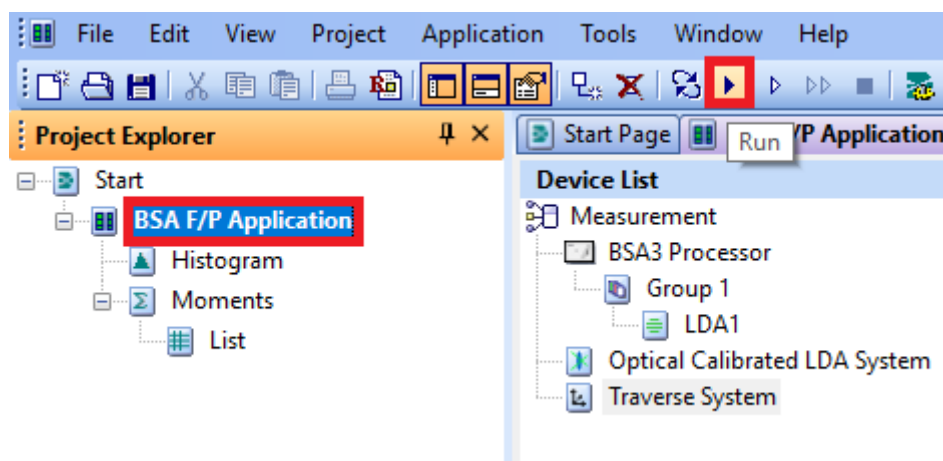 File Edit View Project Application Tools Window Help
Project Explorer
Start Page
Run
/P Application
Start
BSA F/P Application
Histogram
Moments
List
Device List
Measurement
BSA3 Processor
Group 1
LDA1
Optical Calibrated LDA System
Traverse System